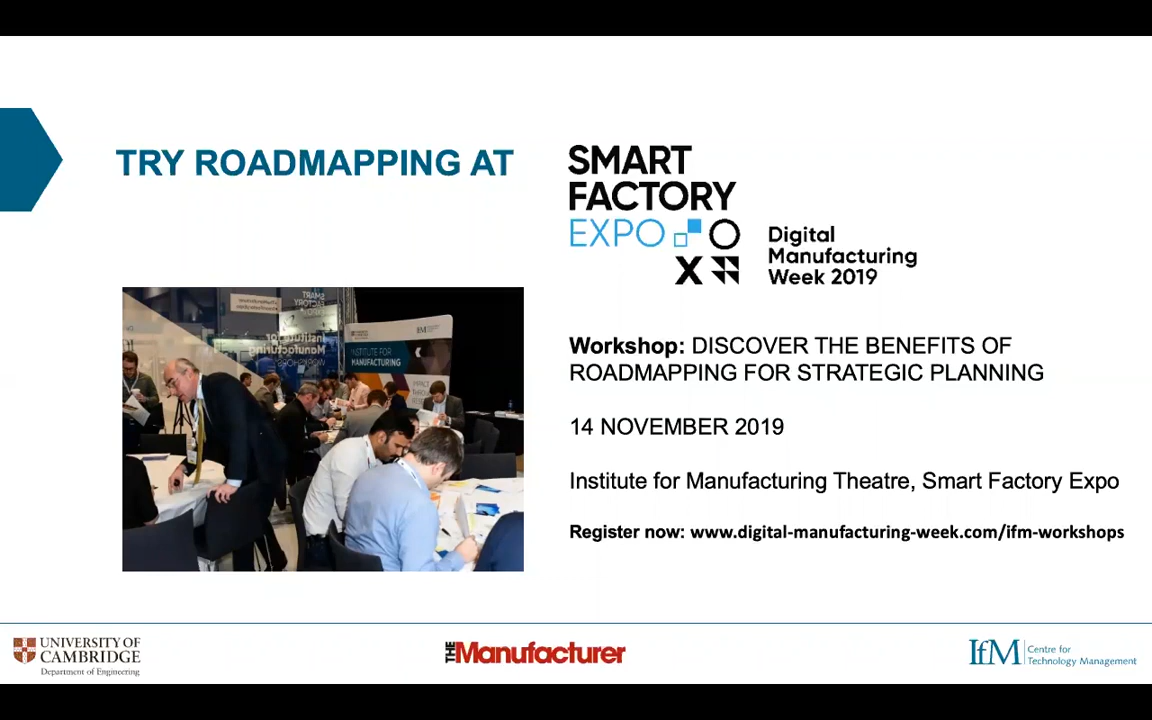 TRY ROADMAPPING AT
SMART
FACTORY
EXPO
Digital
Manufacturing
Week 2019
INSTITUTE FOR
MANUFACTURING
Workshop: DISCOVER THE BENEFITS OF
ROADMAPPING FOR STRATEGIC PLANNING
14 NOVEMBER 2019
Institute for Manufacturing Theatre, Smart Factory Expo
Register now: www.digital-manufacturing-week.com/ifm-workshops
UNIVERSITY OF
CAMBRIDGE
Department of Engineering
THE Manufacturer
IfM
Centre for
Technology Management